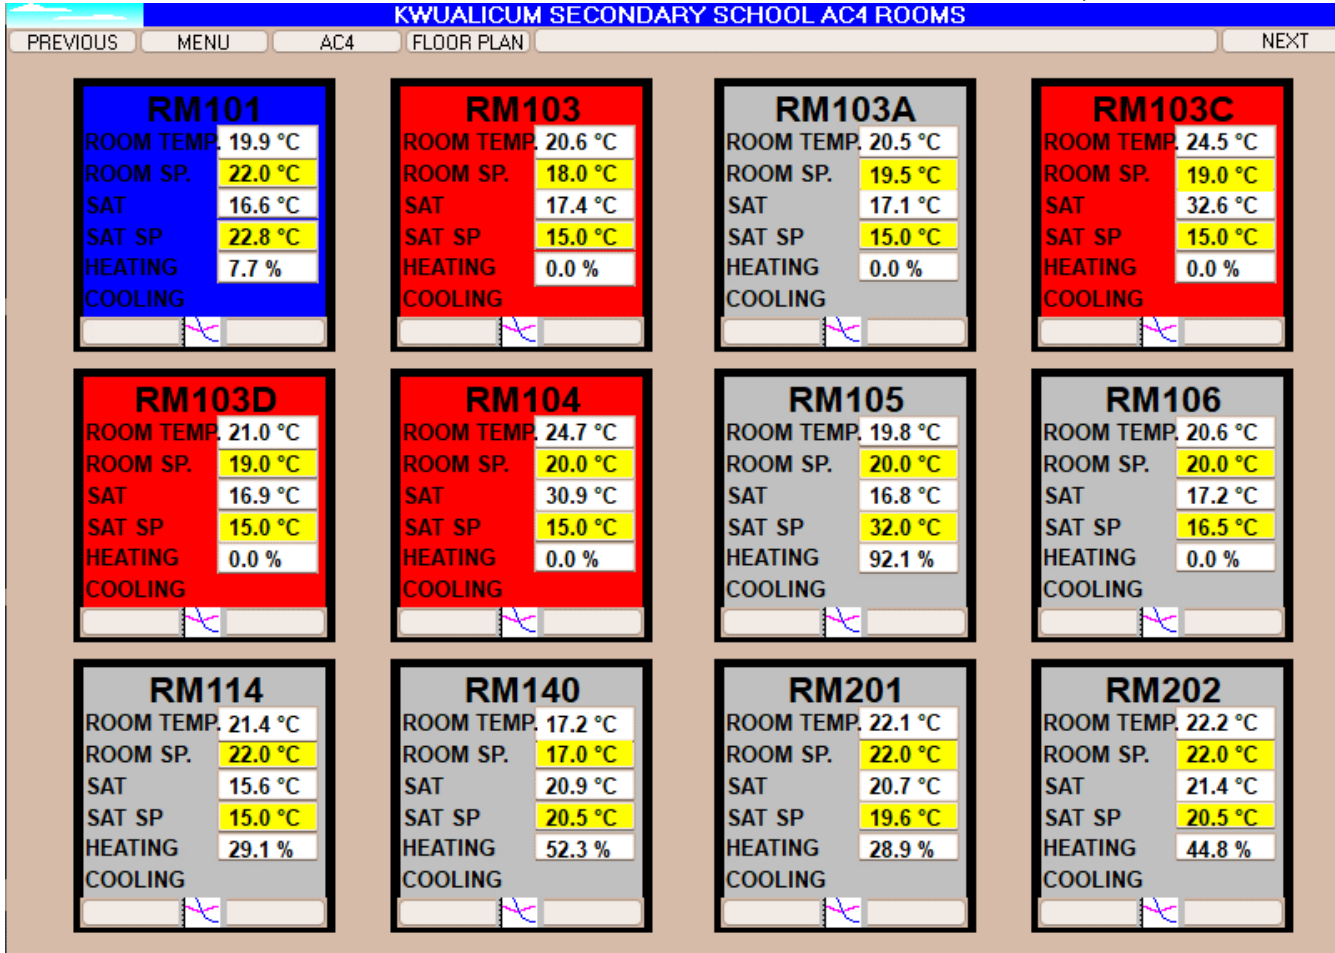 KWUALICUM SECONDARY SCHOOL AC4 ROOMS
PREVIOUS MENU AC4 FLOOR PLAN NEXT
RM101
ROOM TEMP. 19.9 °C
ROOM SP. 22.0 °C
SAT 16.6 °C
SAT SP 22.8 °C
HEATING 7.7 %
COOLING
RM103
ROOM TEMP. 20.6 °C
ROOM SP. 18.0 °C
SAT 17.4 °C
SAT SP 15.0 °C
HEATING 0.0 %
COOLING
RM103A
ROOM TEMP. 20.5 °C
ROOM SP. 19.5 °C
SAT 17.1 °C
SAT SP 15.0 °C
HEATING 0.0 %
COOLING
RM103C
ROOM TEMP. 24.5 °C
ROOM SP. 19.0 °C
SAT 32.6 °C
SAT SP 15.0 °C
HEATING 0.0 %
COOLING
RM103D
ROOM TEMP. 21.0 °C
ROOM SP. 19.0 °C
SAT 16.9 °C
SAT SP 15.0 °C
HEATING 0.0 %
COOLING
RM104
ROOM TEMP. 24.7 °C
ROOM SP. 20.0 °C
SAT 30.9 °C
SAT SP 15.0 °C
HEATING 0.0 %
COOLING
RM105
ROOM TEMP. 19.8 °C
ROOM SP. 20.0 °C
SAT 16.8 °C
SAT SP 32.0 °C
HEATING 92.1 %
COOLING
RM106
ROOM TEMP. 20.6 °C
ROOM SP. 20.0 °C
SAT 17.2 °C
SAT SP 16.5 °C
HEATING 0.0 %
COOLING
RM114
ROOM TEMP. 21.4 °C
ROOM SP. 22.0 °C
SAT 15.6 °C
SAT SP 15.0 °C
HEATING 29.1 %
COOLING
RM140
ROOM TEMP. 17.2 °C
ROOM SP. 17.0 °C
SAT 20.9 °C
SAT SP 20.5 °C
HEATING 52.3 %
COOLING
RM201
ROOM TEMP. 22.1 °C
ROOM SP. 22.0 °C
SAT 20.7 °C
SAT SP 19.6 °C
HEATING 28.9 %
COOLING
RM202
ROOM TEMP. 22.2 °C
ROOM SP. 22.0 °C
SAT 21.4 °C
SAT SP 20.5 °C
HEATING 44.8 %
COOLING